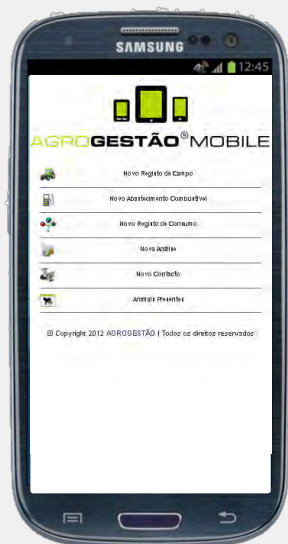 SAMSUNG
12:45
AGROGESTÃO® MOBILE
Novo Registo de Campo
Novo Abastecimento Combustível
Novo Registo de Consumo
Nova Análise
Novo Contacto
Animais Presentes
© Copyright 2012 AGROGESTÃO | Todos os direitos reservados